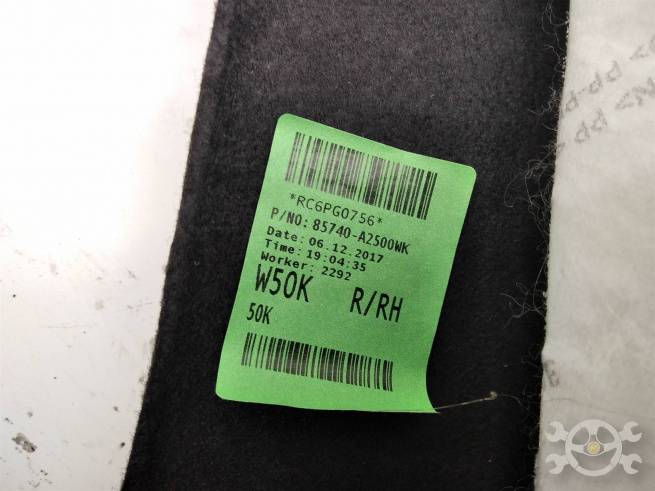 *RC6PG0756*
P/NO: 85740-A2500WK
Date: 06.12.2017
Time: 19:04:35
Worker: 2292
W50K R/RH
50K